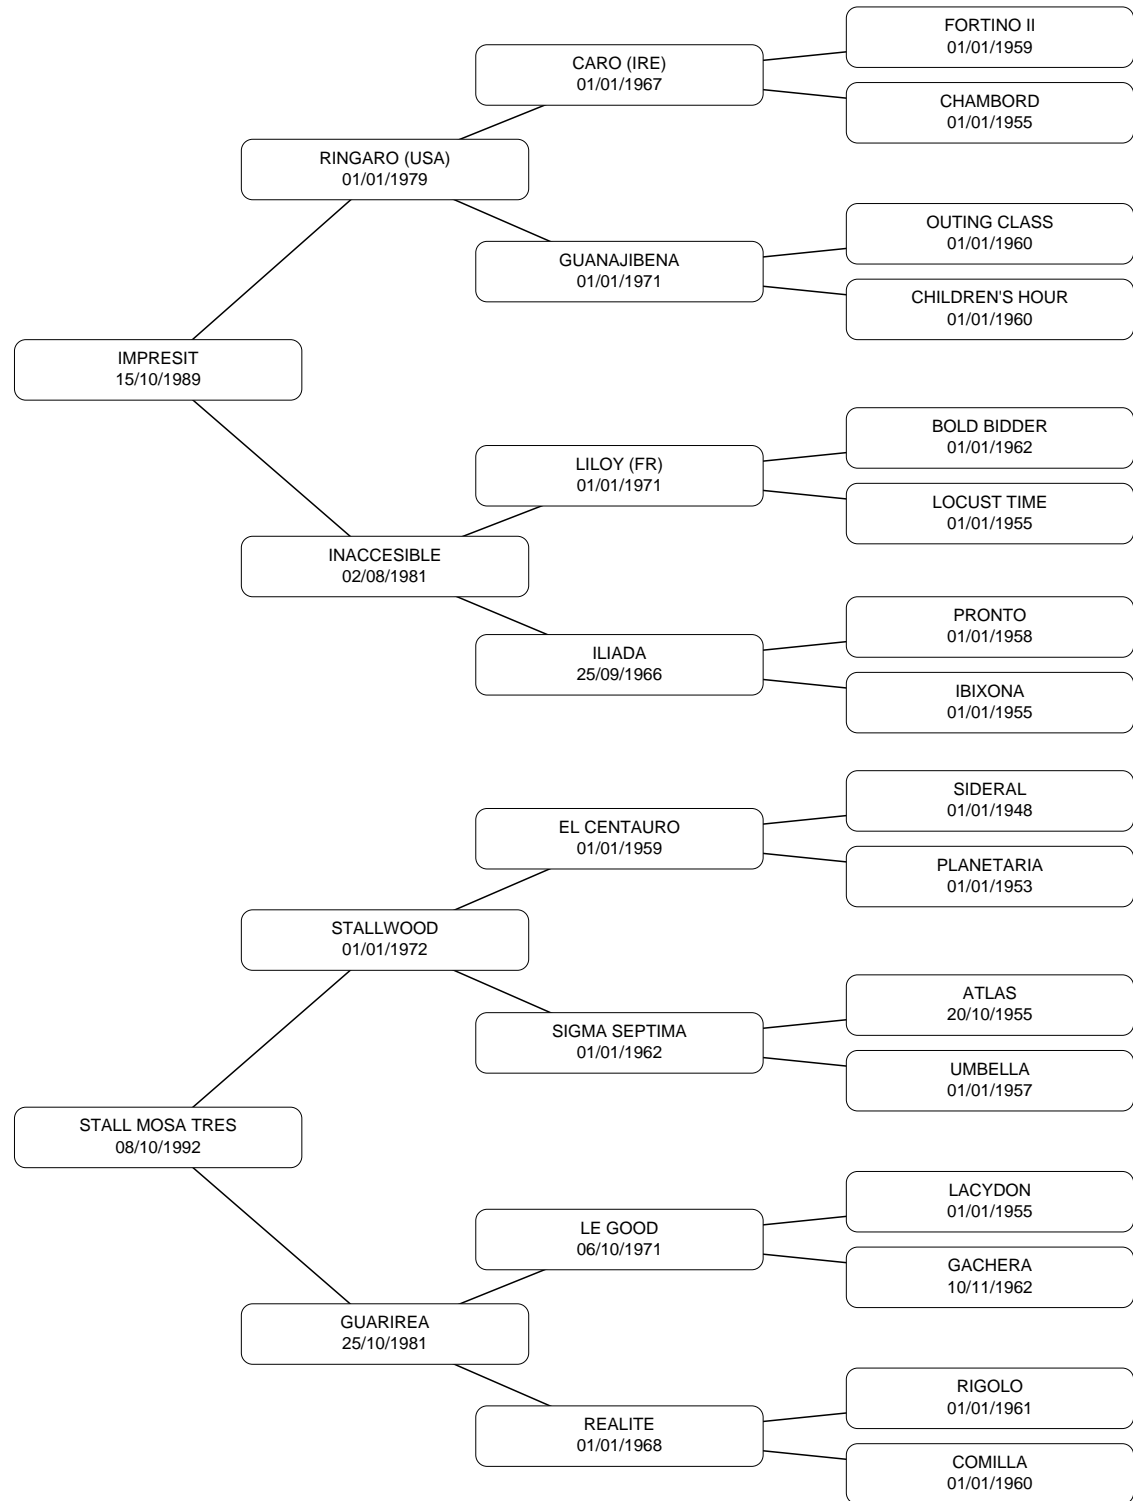 FORTINO II
01/01/1959
CARO (IRE)
01/01/1967
CHAMBORD
01/01/1955
RINGARO (USA)
01/01/1979
OUTING CLASS
01/01/1960
GUANAJIBENA
01/01/1971
CHILDREN'S HOUR
01/01/1960
IMPRESIT
15/10/1989
BOLD BIDDER
01/01/1962
LILOY (FR)
01/01/1971
LOCUST TIME
01/01/1955
INACCESIBLE
02/08/1981
PRONTO
01/01/1958
ILIADA
25/09/1966
IBIXONA
01/01/1955
SIDERAL
01/01/1948
EL CENTAURO
01/01/1959
PLANETARIA
01/01/1953
STALLWOOD
01/01/1972
ATLAS
20/10/1955
SIGMA SEPTIMA
01/01/1962
UMBELLA
01/01/1957
STALL MOSA TRES
08/10/1992
LACYDON
01/01/1955
LE GOOD
06/10/1971
GACHERA
10/11/1962
GUARIREA
25/10/1981
RIGOLO
01/01/1961
REALITE
01/01/1968
COMILLA
01/01/1960